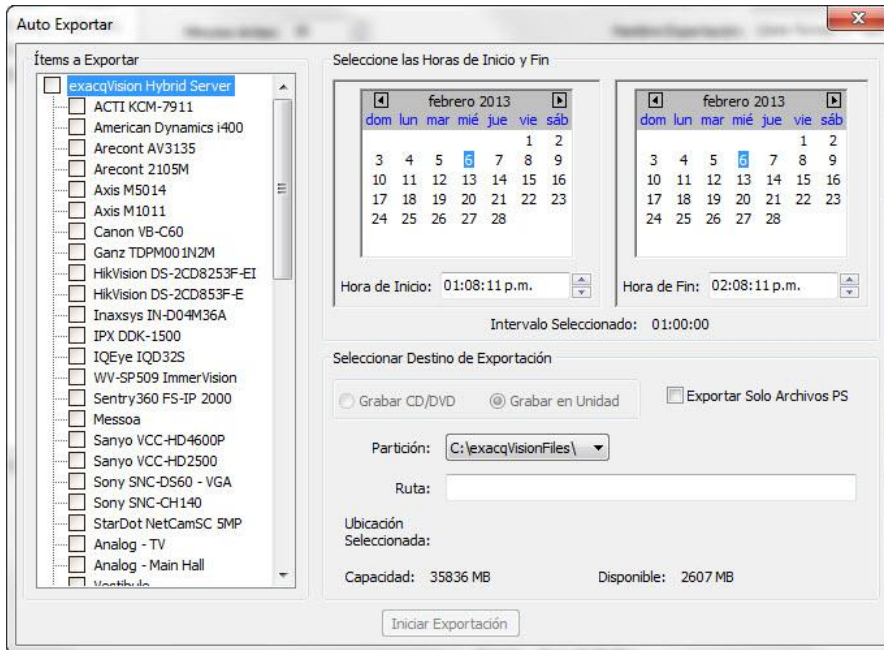 Auto Exportar
Ítems a Exportar
exacqVision Hybrid Server
ACTI KCM-7911
American Dynamics i400
Arecont AV3135
Arecont 2105M
Axis M5014
Axis M1011
Canon VB-C60
Ganz TDPM001N2M
HikVision DS-2CD8253F-EI
HikVision DS-2CD853F-E
Inaxsys IN-D04M36A
IPX DDK-1500
IQEye IQD32S
WV-SP509 ImmerVision
Sentry360 FS-IP 2000
Messoa
Sanyo VCC-HD4600P
Sanyo VCC-HD2500
Sony SNC-DS60 - VGA
Sony SNC-CH140
StarDot NetCamSC 5MP
Analog - TV
Analog - Main Hall
Vestibulo
Seleccione las Horas de Inicio y Fin
febrero 2013
dom lun mar mié jue vie sáb
1 2
3 4 5 6 7 8 9
10 11 12 13 14 15 16
17 18 19 20 21 22 23
24 25 26 27 28
Hora de Inicio: 01:08:11 p.m.
febrero 2013
dom lun mar mié jue vie sáb
1 2
3 4 5 6 7 8 9
10 11 12 13 14 15 16
17 18 19 20 21 22 23
24 25 26 27 28
Hora de Fin: 02:08:11 p.m.
Intervalo Seleccionado: 01:00:00
Seleccionar Destino de Exportación
Grabar CD/DVD Grabar en Unidad Exportar Solo Archivos PS
Partición: C:\exacqVisionFiles\
Ruta:
Ubicación
Seleccionada:
Capacidad: 35836 MB Disponible: 2607 MB
Iniciar Exportación